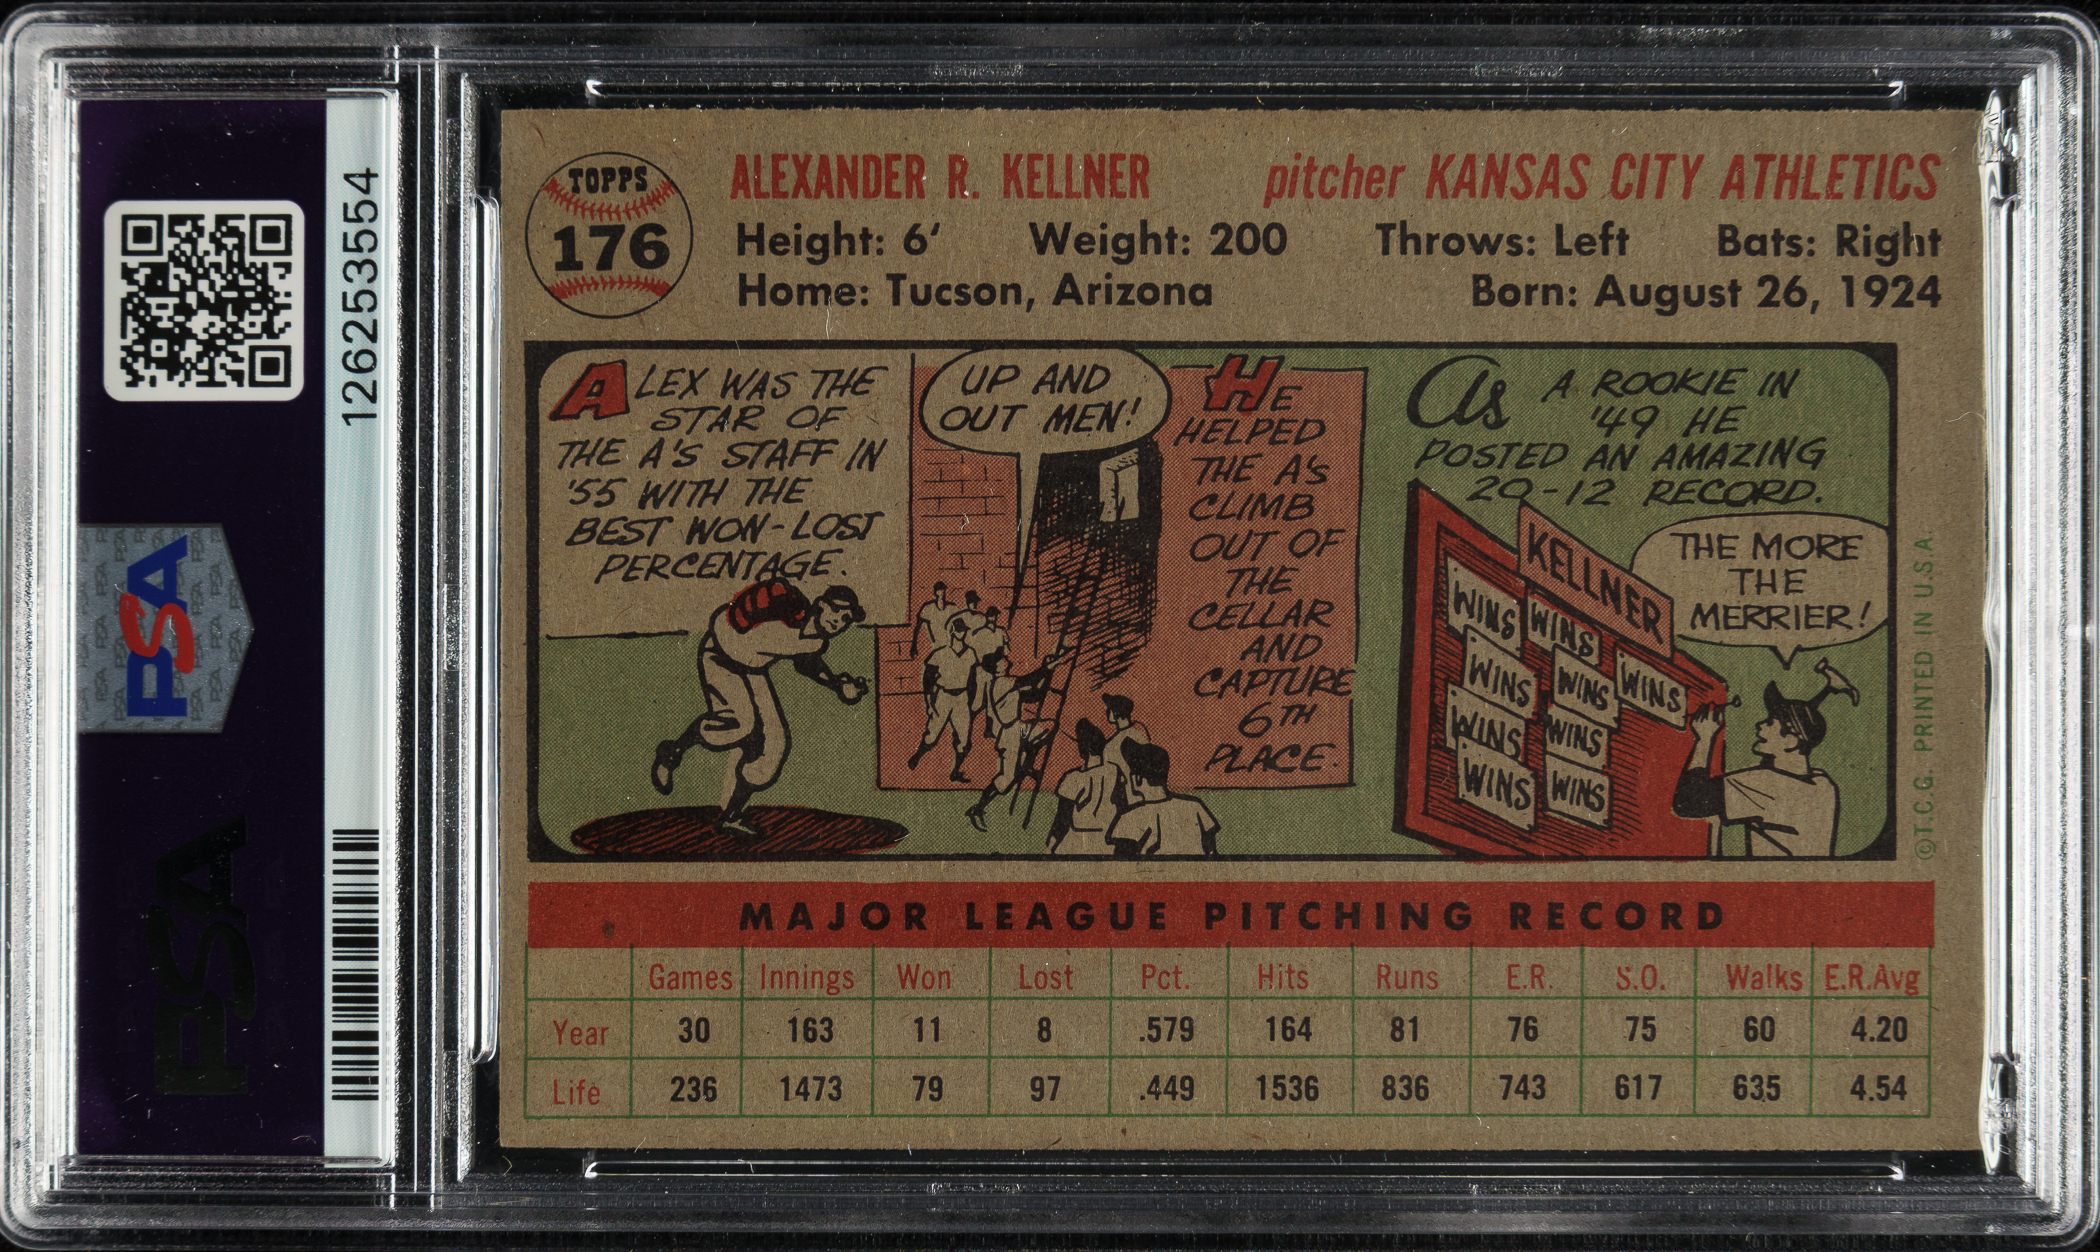 126253554
PSA
PSA
TOPPS
176
ALEXANDER R. KELLNER pitcher KANSAS CITY ATHLETICS
Height: 6' Weight: 200 Throws: Left Bats: Right
Home: Tucson, Arizona Born: August 26, 1924
ALEX WAS THE
STAR OF
THE A'S STAFF IN
'55 WITH THE
BEST WON-LOST
PERCENTAGE.
UP AND
OUT MEN!
HE
HELPED
THE A'S
CLIMB
OUT OF
THE
CELLAR
AND
CAPTURE
6TH
PLACE.
As A ROOKIE IN
'49 HE
POSTED AN AMAZING
20-12 RECORD.
KELLNER
WINS WINS
WINS WINS WINS
WINS WINS
WINS WINS
THE MORE
THE
MERRIER!
©T.C.G. PRINTED IN U.S.A.
MAJOR LEAGUE PITCHING RECORD
Games Innings Won Lost Pct. Hits Runs E.R. S.O. Walks E.R.Avg
Year 30 163 11 8 .579 164 81 76 75 60 4.20
Life 236 1473 79 97 .449 1536 836 743 617 635 4.54